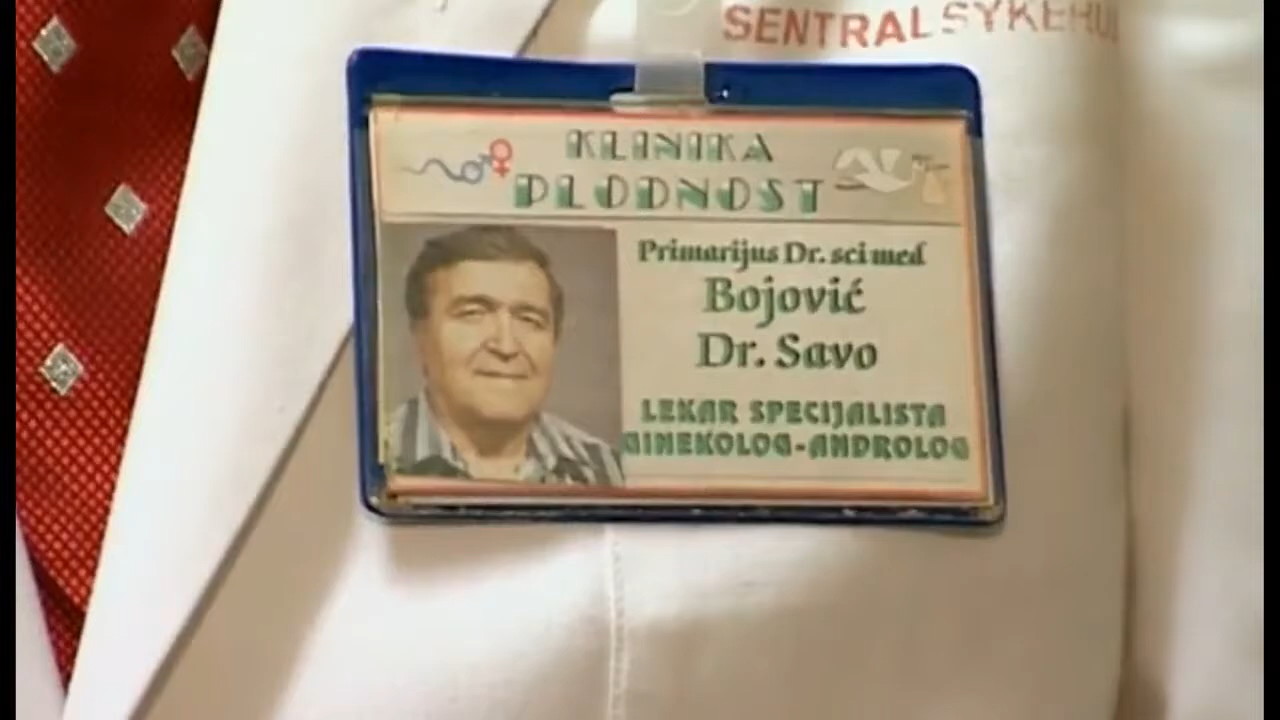 SENTRALSYKEHU
KLINIKA
PLODNOST
Primarijus Dr. sci med
Bojović
Dr. Savo
LEKAR SPECIJALISTA
GINEKOLOG-ANDROLOG